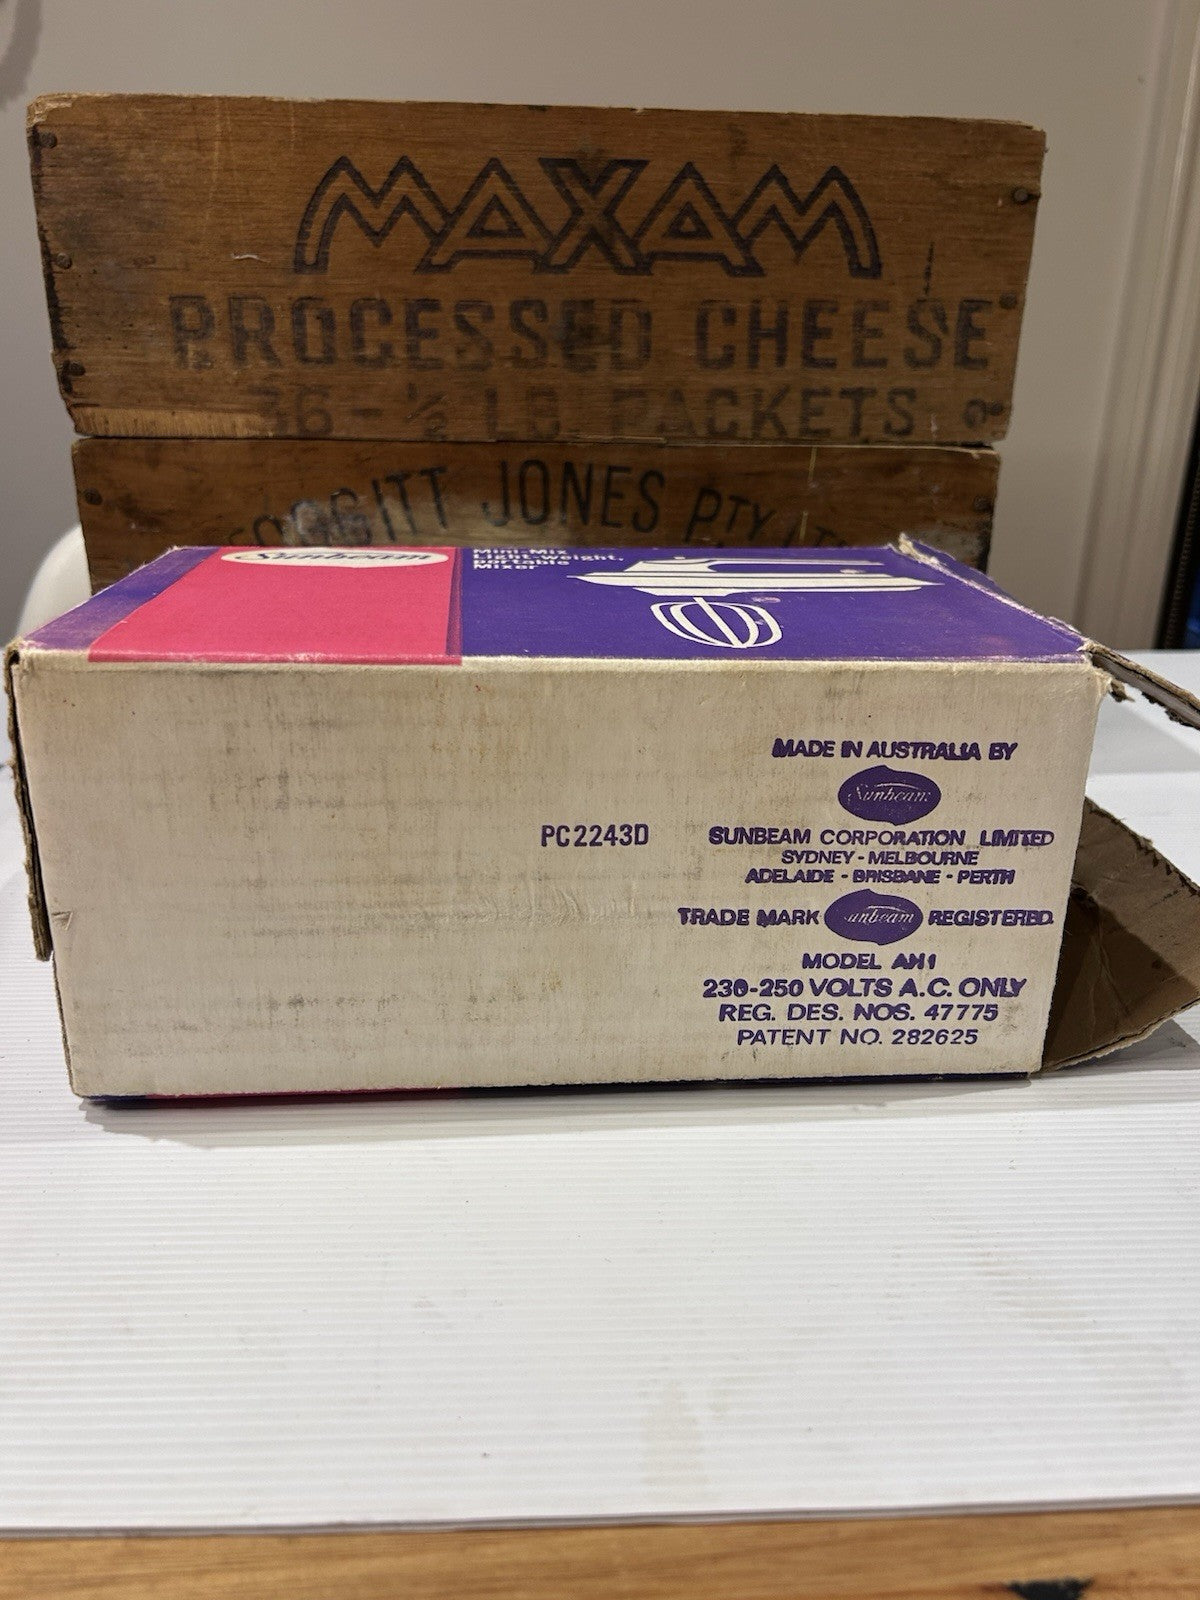 MAXAM
PROCESSED CHEESE
36-½ LB PACKETS
JONES PTY LTD
Sunbeam
Mini-Mix
Light-weight,
portable
Mixer
MADE IN AUSTRALIA BY
Sunbeam
PC2243D
SUNBEAM CORPORATION LIMITED
SYDNEY - MELBOURNE
ADELAIDE - BRISBANE - PERTH
TRADE MARK Sunbeam REGISTERED.
MODEL AH1
230-250 VOLTS A.C. ONLY
REG. DES. NOS. 47775
PATENT NO. 282625